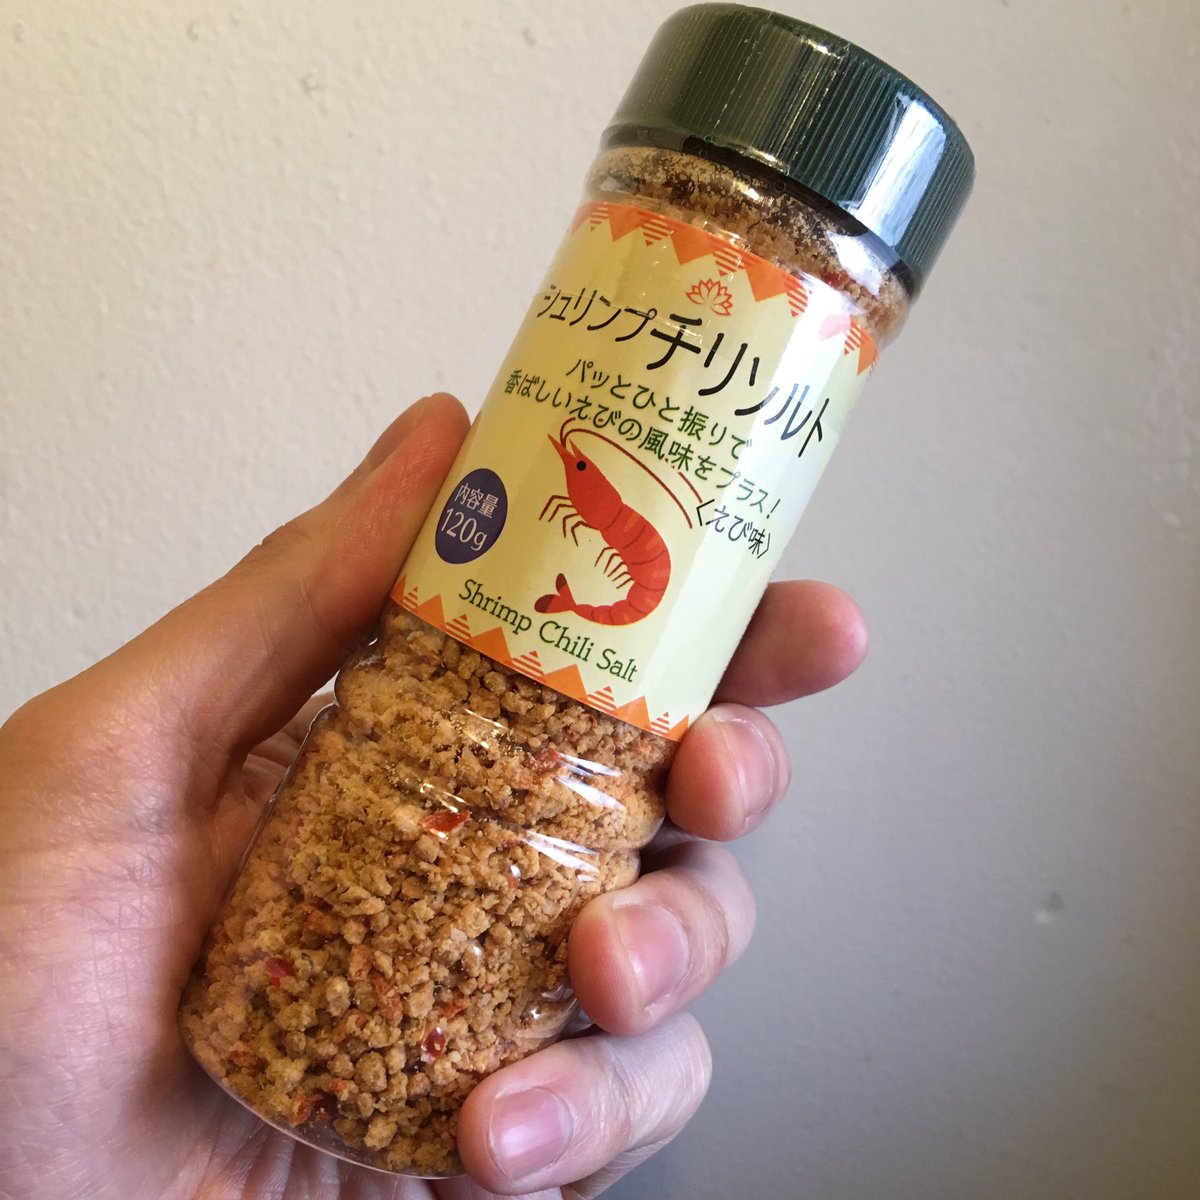 シュリンプチリソルト
パッとひと振りで
香ばしいえびの風味をプラス!
〈えび味〉
内容量
120g
Shrimp Chili Salt